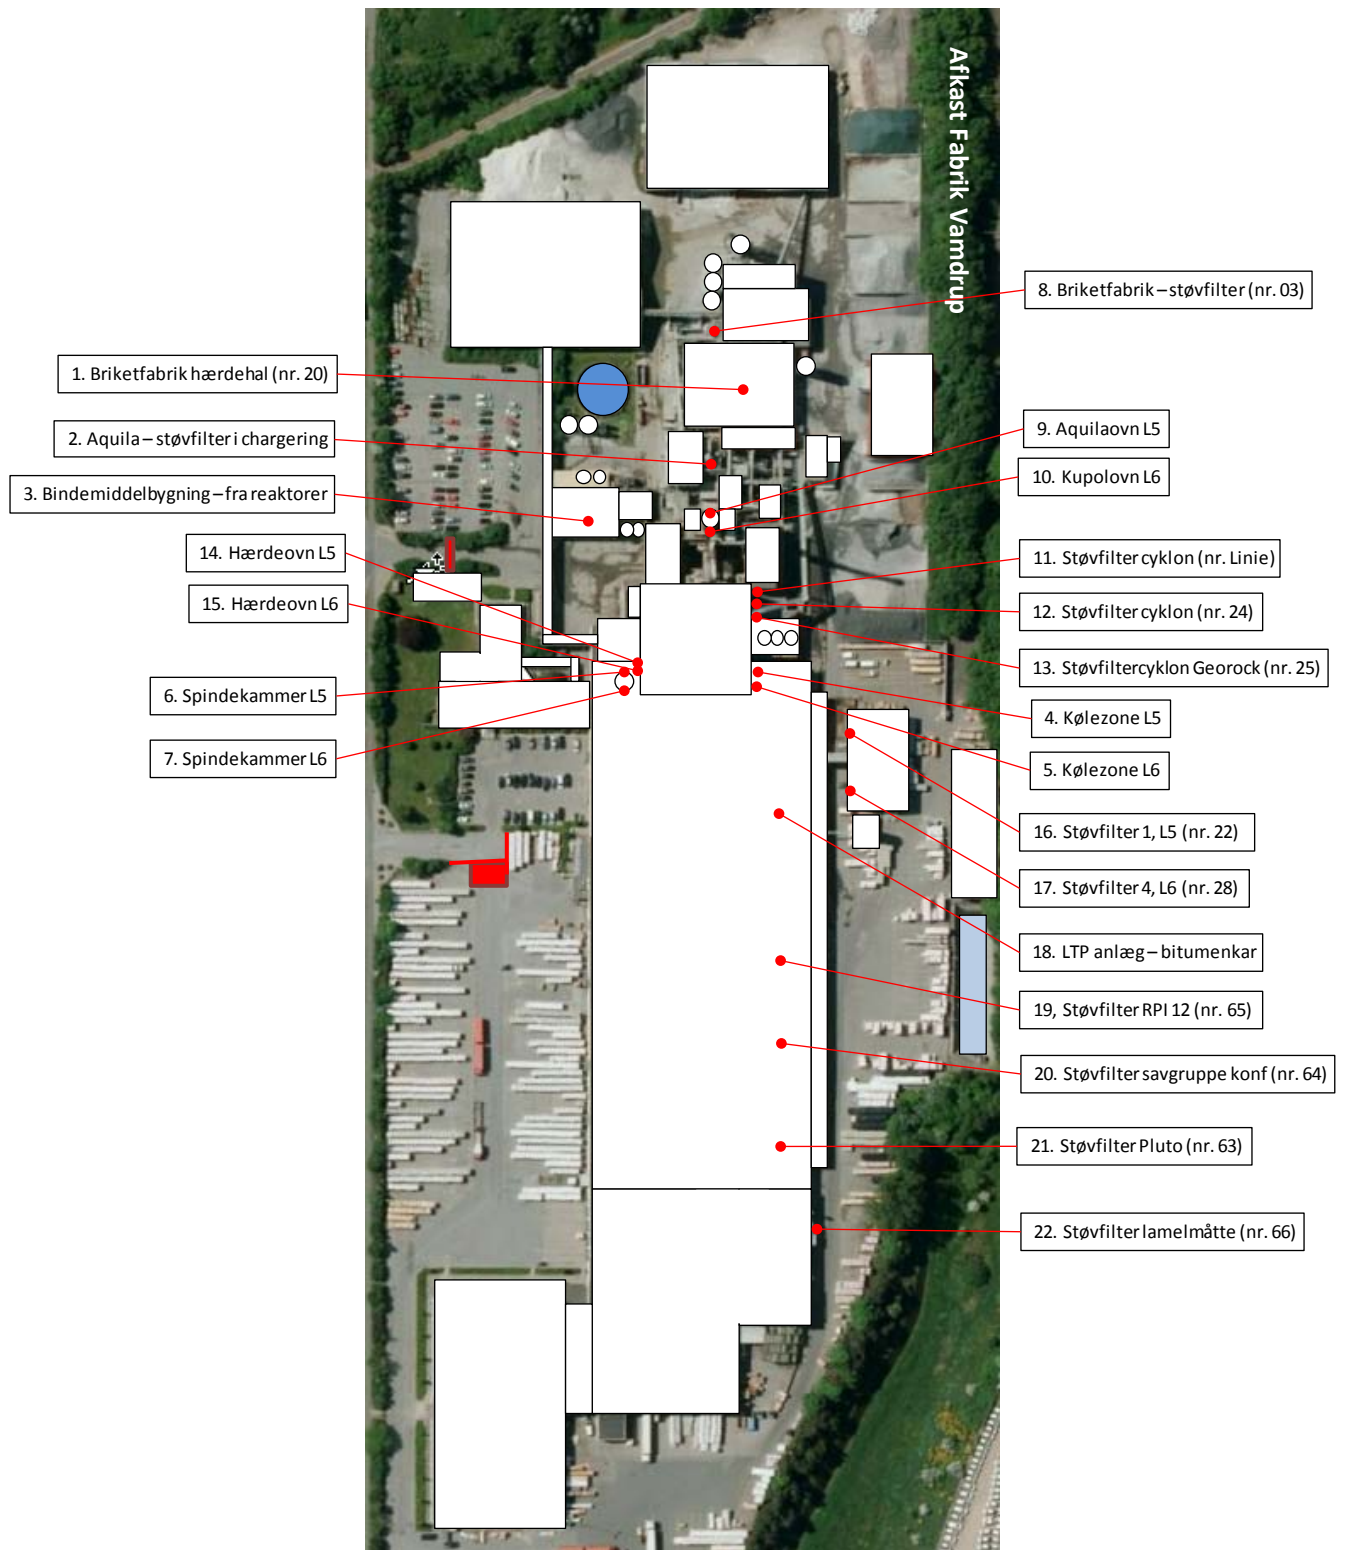 Afkast Fabrik Vamdrup
8. Briketfabrik – støvfilter (nr. 03)
1. Briketfabrik hærdehal (nr. 20)
2. Aquila – støvfilter i chargering
3. Bindemiddelbygning – fra reaktorer
14. Hærdeovn L5
15. Hærdeovn L6
6. Spindekammer L5
7. Spindekammer L6
9. Aquilaovn L5
10. Kupolovn L6
11. Støvfilter cyklon (nr. Linie)
12. Støvfilter cyklon (nr. 24)
13. Støvfiltercyklon Georock (nr. 25)
4. Kølezone L5
5. Kølezone L6
16. Støvfilter 1, L5 (nr. 22)
17. Støvfilter 4, L6 (nr. 28)
18. LTP anlæg – bitumenkar
19, Støvfilter RPI 12 (nr. 65)
20. Støvfilter savgruppe konf (nr. 64)
21. Støvfilter Pluto (nr. 63)
22. Støvfilter lamelmåtte (nr. 66)